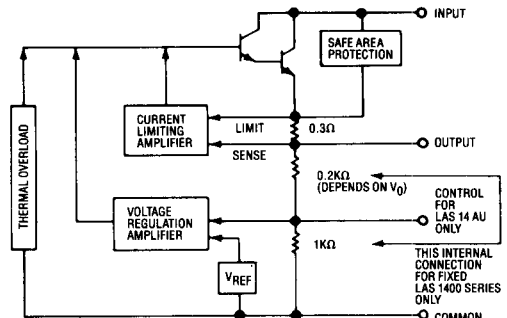 INPUT
SAFE AREA
PROTECTION
THERMAL OVERLOAD
CURRENT
LIMITING
AMPLIFIER
LIMIT
0.3Ω
SENSE
OUTPUT
0.2KΩ
(DEPENDS ON V0)
VOLTAGE
REGULATION
AMPLIFIER
CONTROL
FOR
LAS 14 AU
ONLY
1KΩ
THIS INTERNAL
CONNECTION
FOR FIXED
LAS 1400 SERIES
ONLY
VREF
COMMON